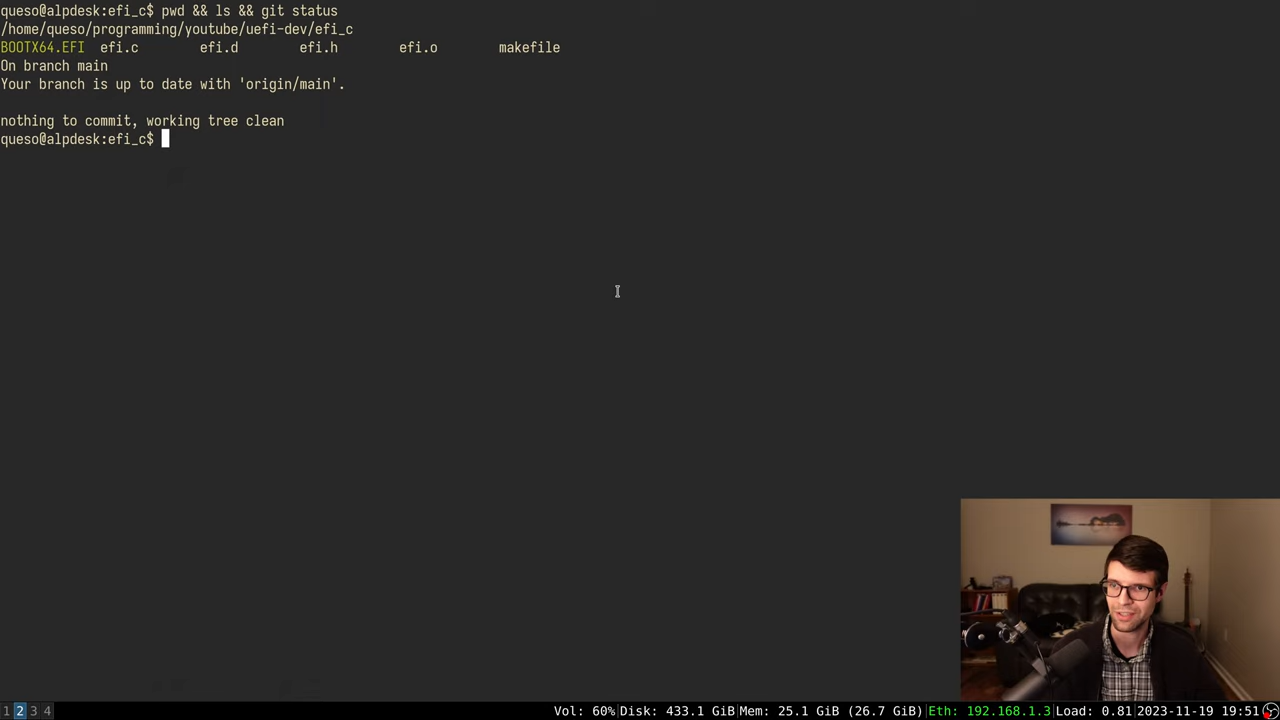 queso@alpdesk:efi_c$ pwd && ls && git status
/home/queso/programming/youtube/uefi-dev/efi_c
BOOTX64.EFI  efi.c        efi.d        efi.h        efi.o        makefile
On branch main
Your branch is up to date with 'origin/main'.
nothing to commit, working tree clean
queso@alpdesk:efi_c$
1 2 3 4 Vol: 60%|Disk: 433.1 GiB|Mem: 25.1 GiB (26.7 GiB)|Eth: 192.168.1.3|Load: 0.81|2023-11-19 19:51